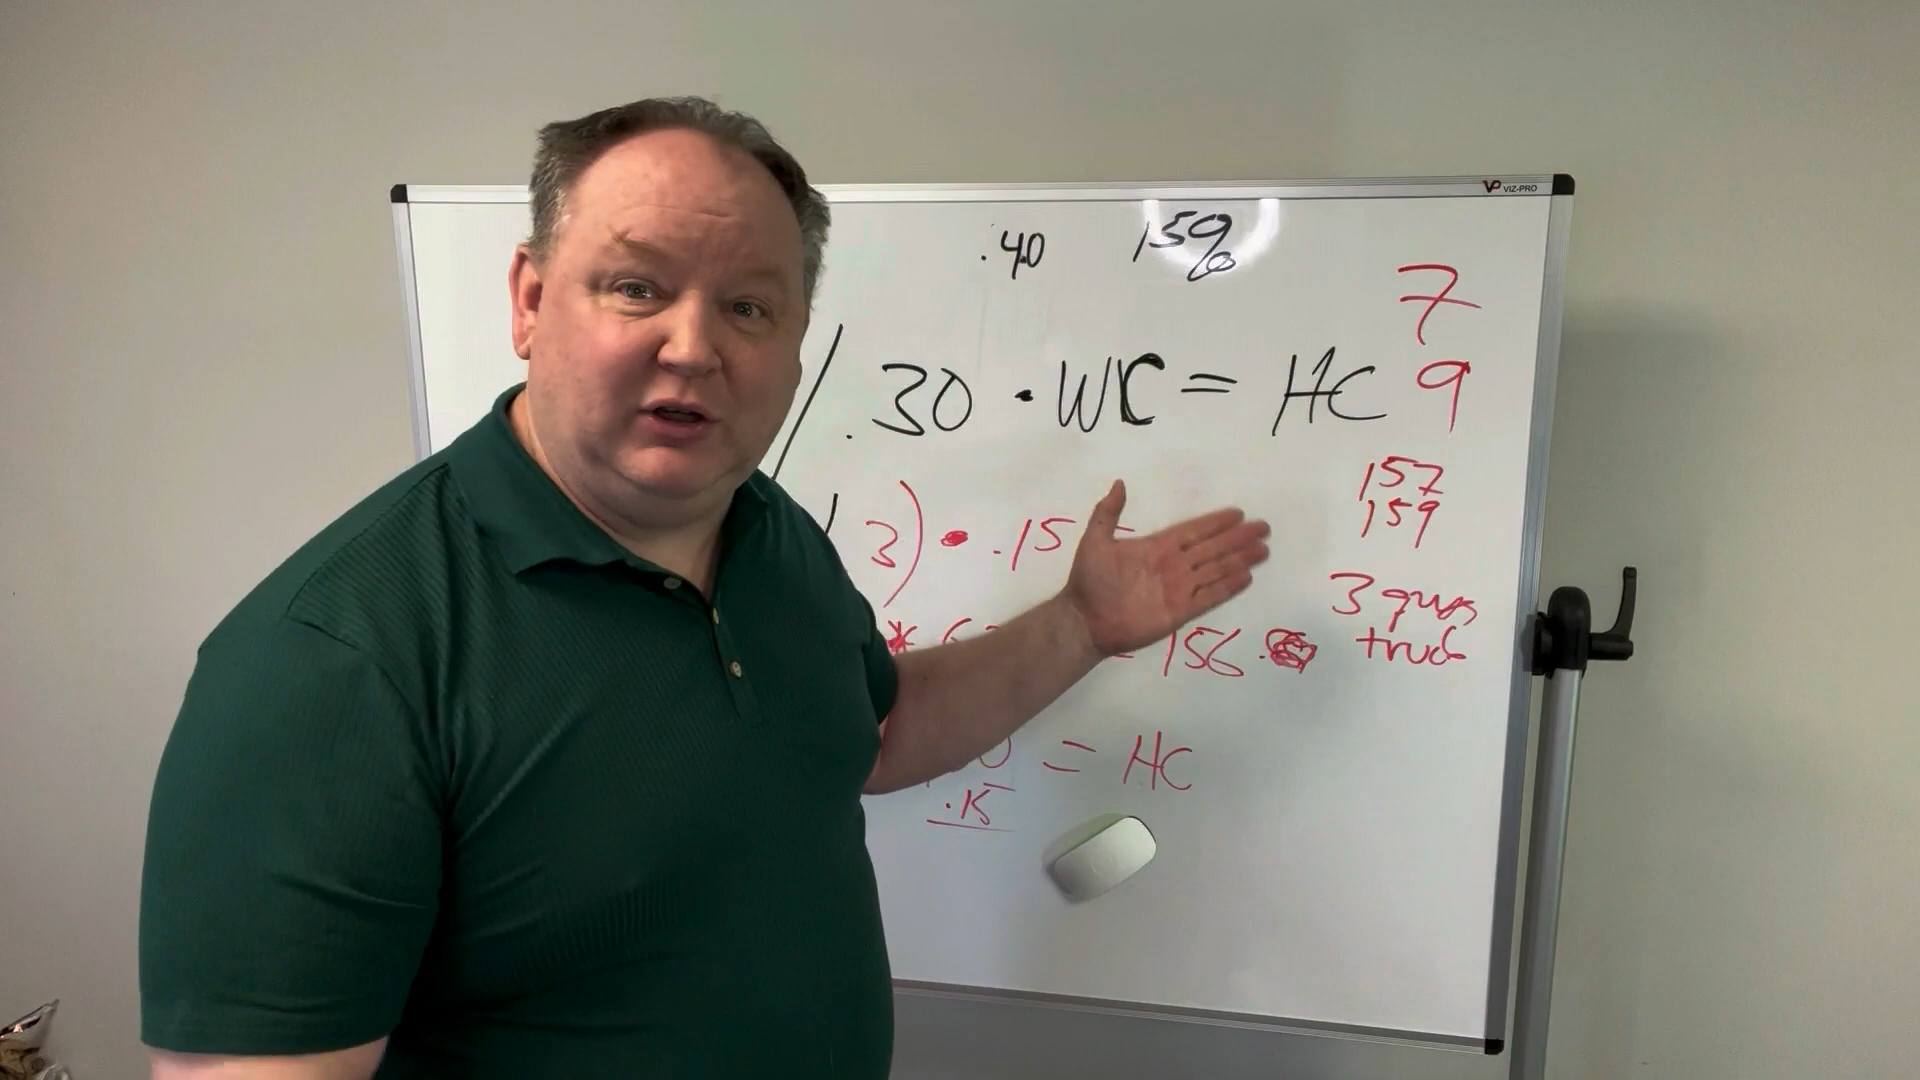 VP VIZ-PRO
.40 15%
7
/.30 · WC = HC 9
157
159
3) • .15 =
3 guys
truck
* = 156.
= HC
.15